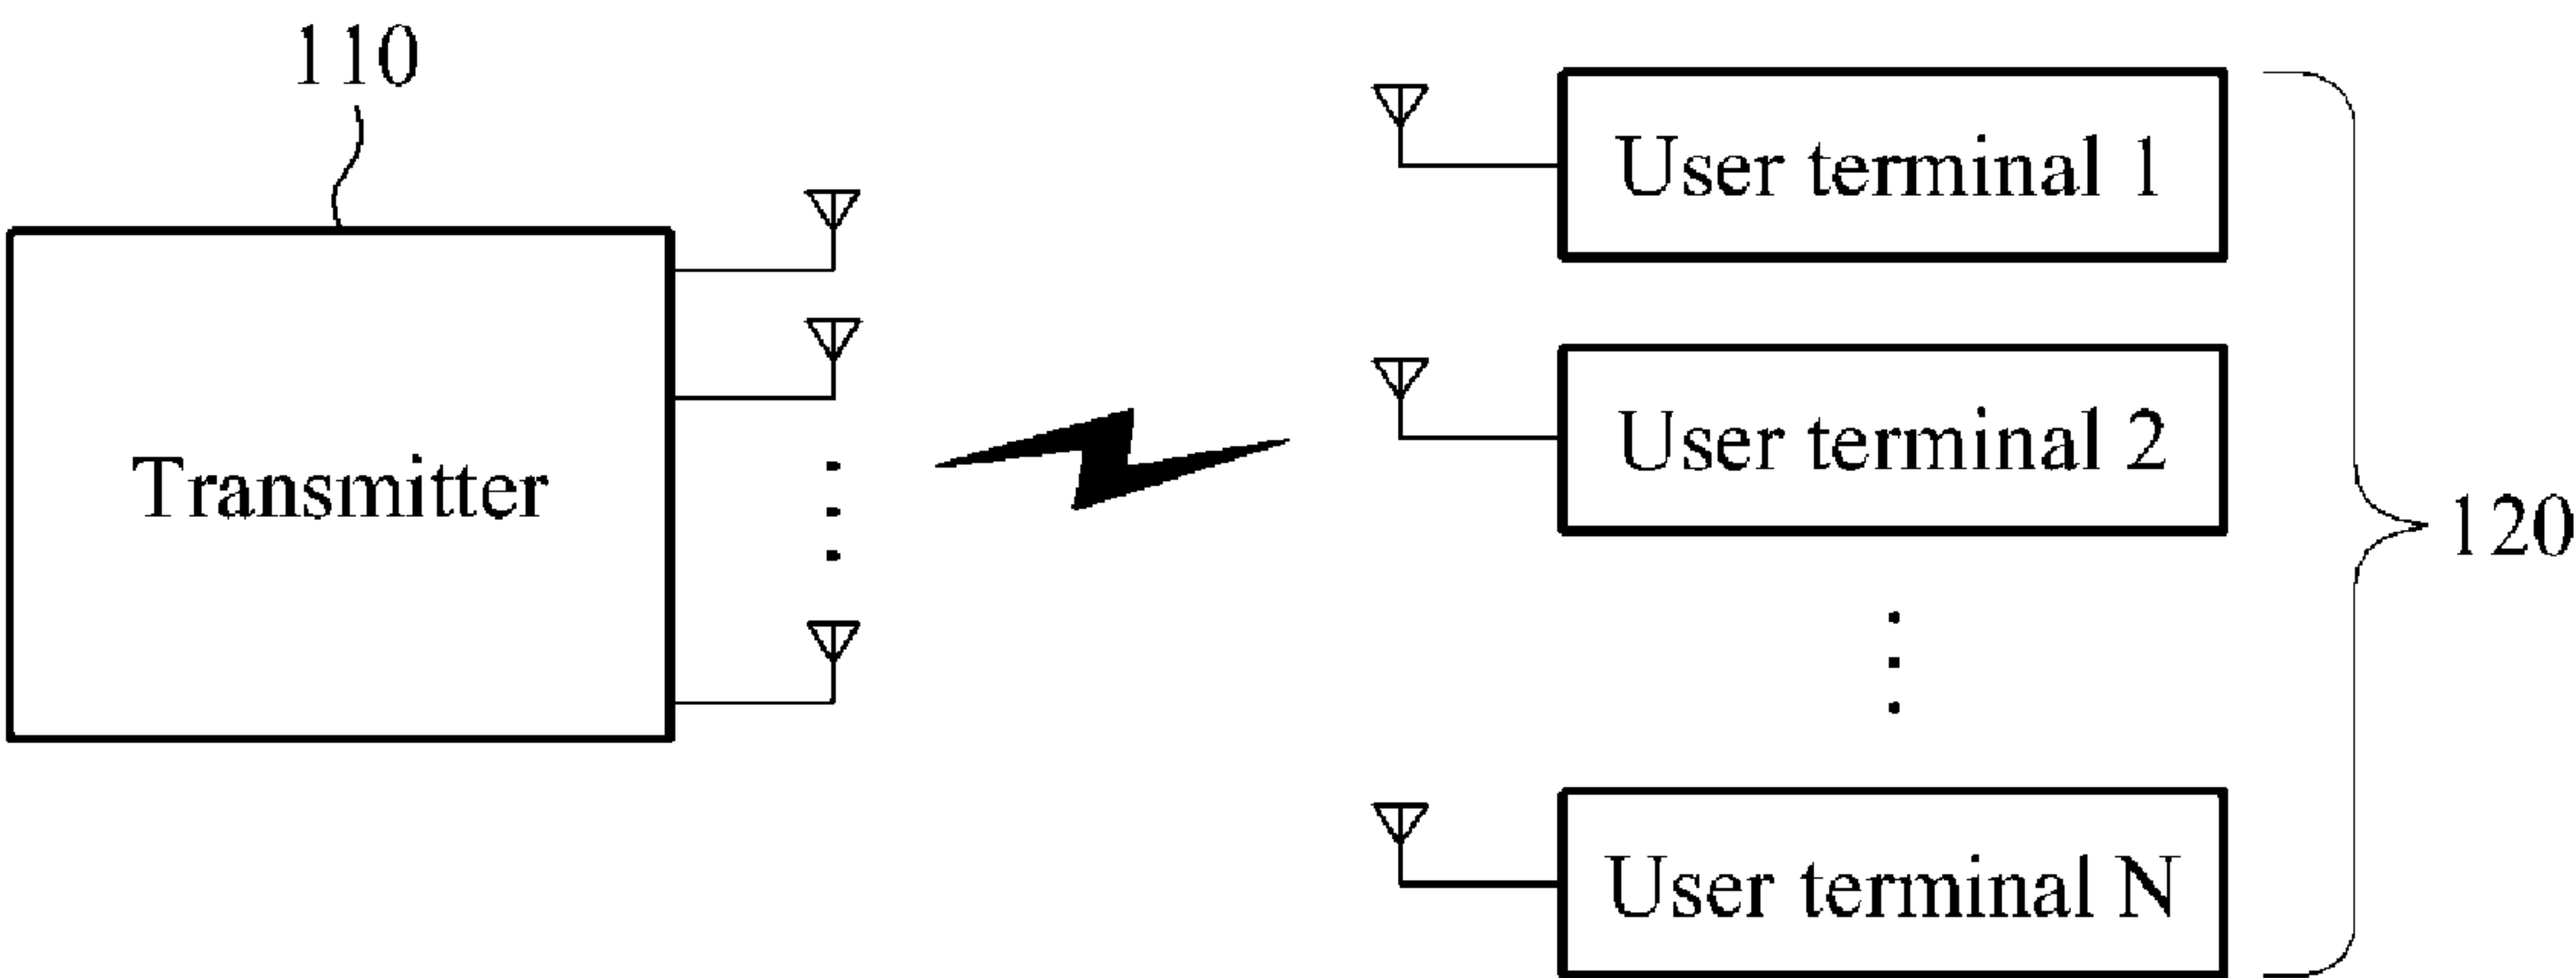 110
Transmitter
User terminal 1
User terminal 2
User terminal N
120